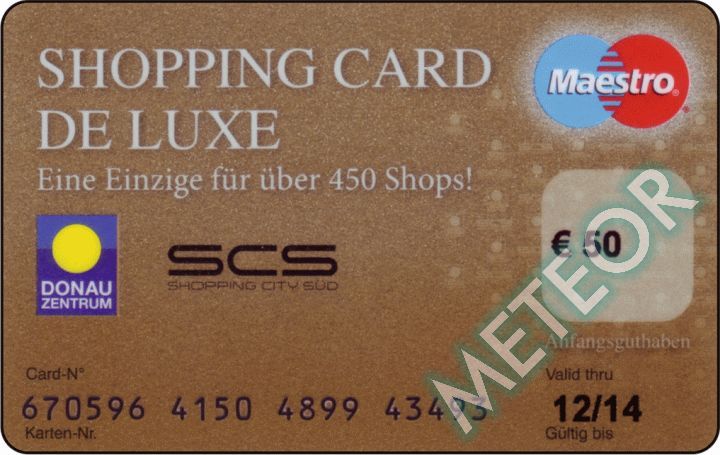 SHOPPING CARD
DE LUXE
Eine Einzige für über 450 Shops!
Maestro
DONAU
ZENTRUM
SCS
SHOPPING CITY SÜD
€ 50
METEOR
Anfangsguthaben
Card-N°
Valid thru
670596 4150 4899 43493
12/14
Karten-Nr.
Gültig bis